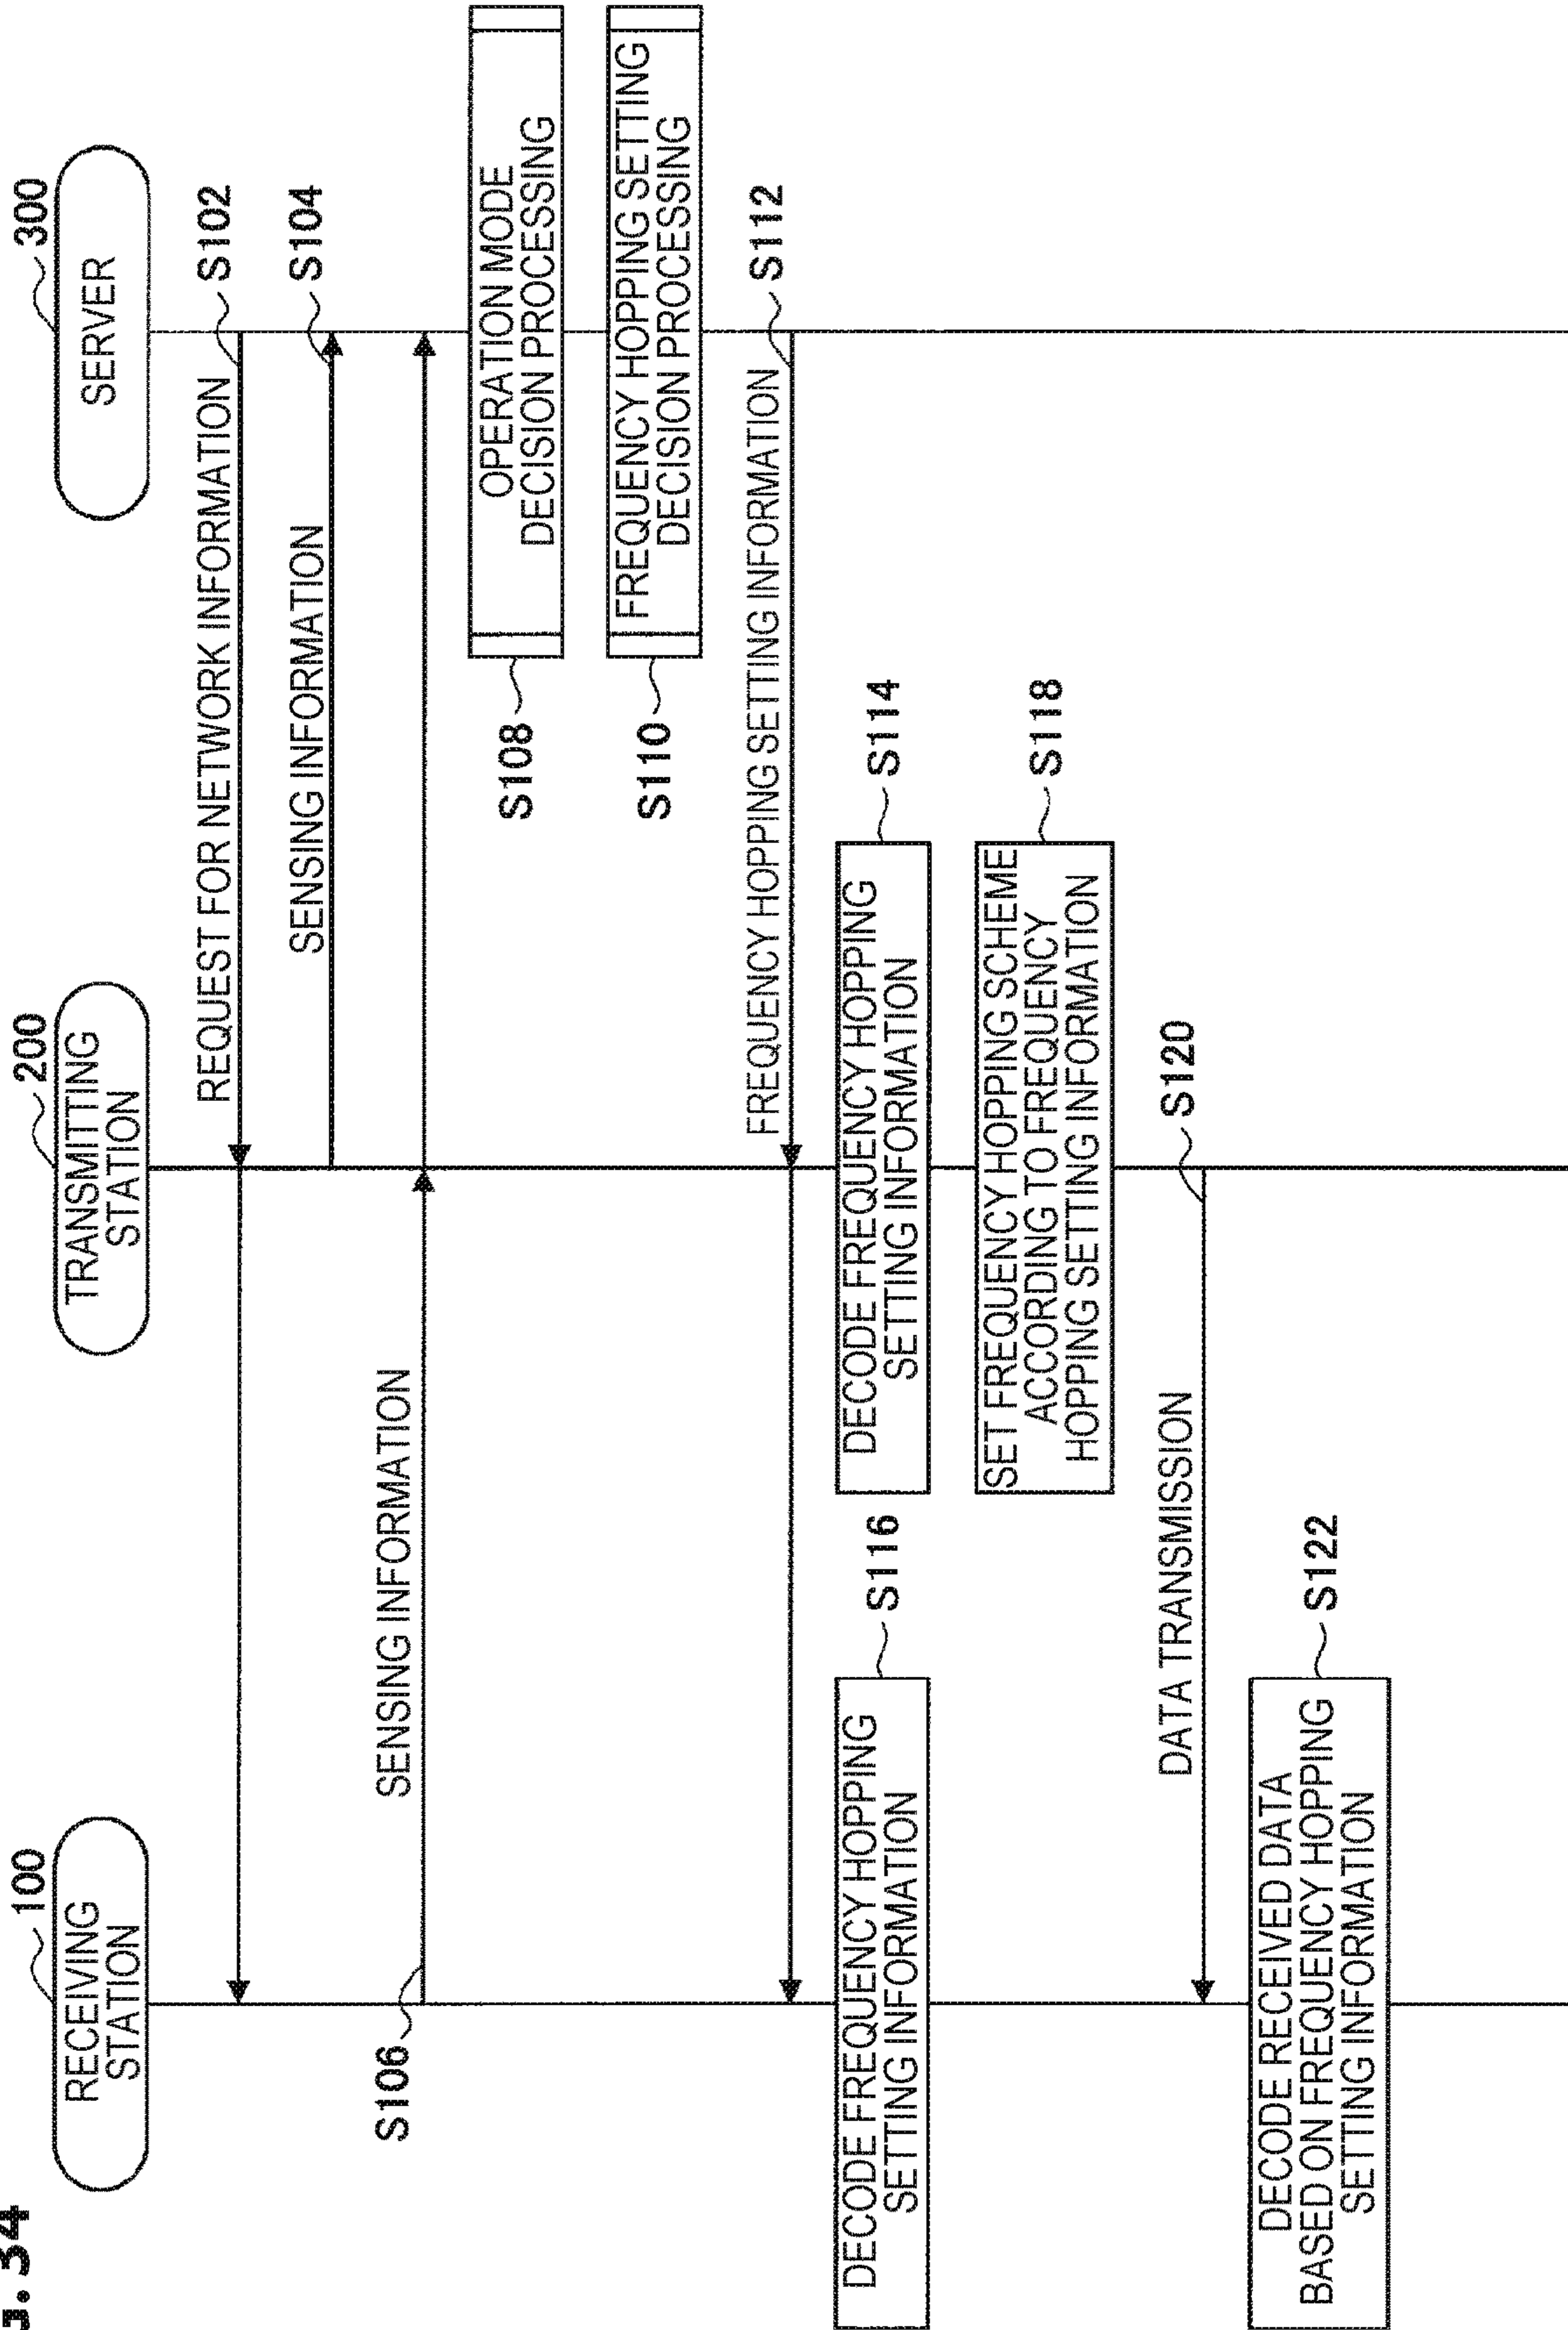 G. 34
100
RECEIVING
STATION
200
TRANSMITTING
STATION
300
SERVER
REQUEST FOR NETWORK INFORMATION
S102
SENSING INFORMATION
S104
S106
SENSING INFORMATION
S108
OPERATION MODE
DECISION PROCESSING
S110
FREQUENCY HOPPING SETTING
DECISION PROCESSING
FREQUENCY HOPPING SETTING INFORMATION
S112
DECODE FREQUENCY HOPPING
SETTING INFORMATION
S116
DECODE FREQUENCY HOPPING
SETTING INFORMATION
S114
SET FREQUENCY HOPPING SCHEME
ACCORDING TO FREQUENCY
HOPPING SETTING INFORMATION
S118
DATA TRANSMISSION
S120
DECODE RECEIVED DATA
BASED ON FREQUENCY HOPPING
SETTING INFORMATION
S122